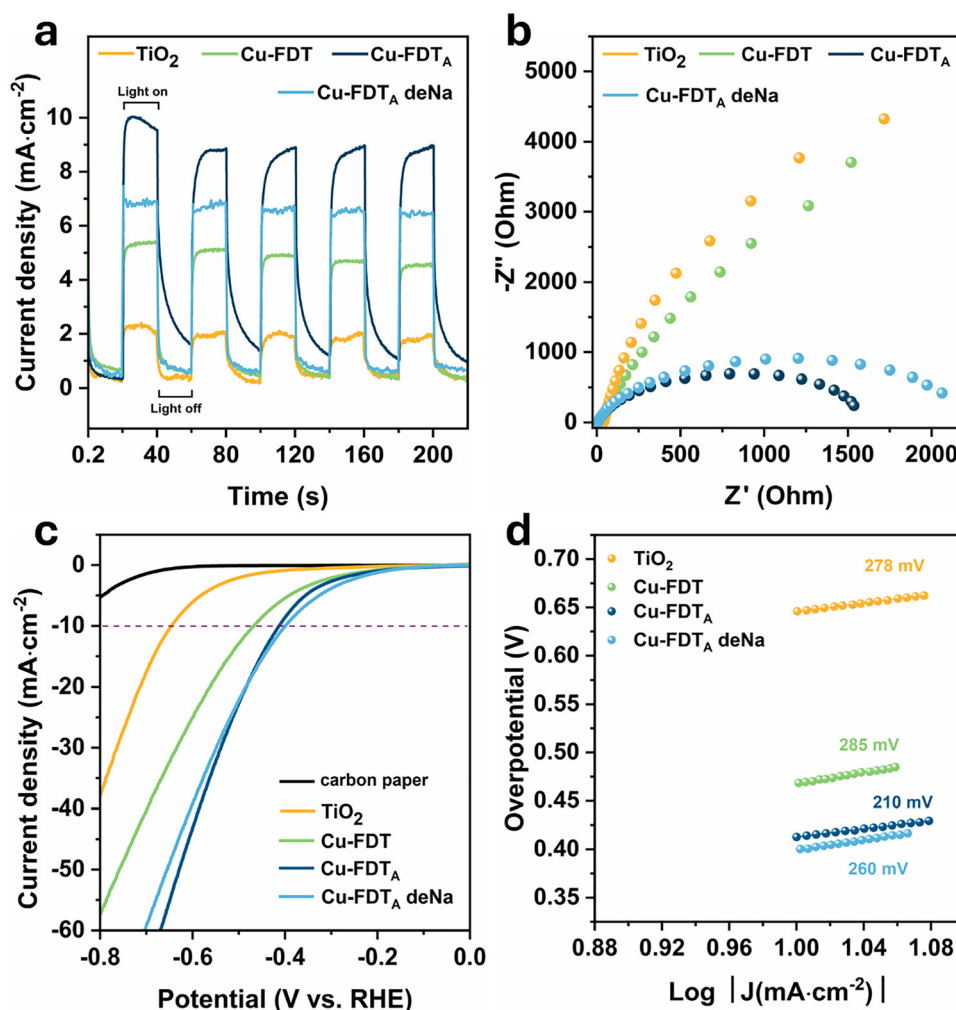 a
TiO2 Cu-FDT Cu-FDTA
Cu-FDTA deNa
Light on
Light off
Current density (mA·cm-2)
10
8
6
4
2
0
0.2 40 80 120 160 200
Time (s)
b
TiO2 Cu-FDT Cu-FDTA
Cu-FDTA deNa
-Z'' (Ohm)
5000
4000
3000
2000
1000
0
0 500 1000 1500 2000
Z' (Ohm)
c
Current density (mA·cm-2)
0
-10
-20
-30
-40
-50
-60
carbon paper
TiO2
Cu-FDT
Cu-FDTA
Cu-FDTA deNa
-0.8 -0.6 -0.4 -0.2 0.0
Potential (V vs. RHE)
d
TiO2
Cu-FDT
Cu-FDTA
Cu-FDTA deNa
278 mV
285 mV
210 mV
260 mV
Overpotential (V)
0.70
0.65
0.60
0.55
0.50
0.45
0.40
0.35
0.88 0.92 0.96 1.00 1.04 1.08
Log |J(mA·cm-2)|